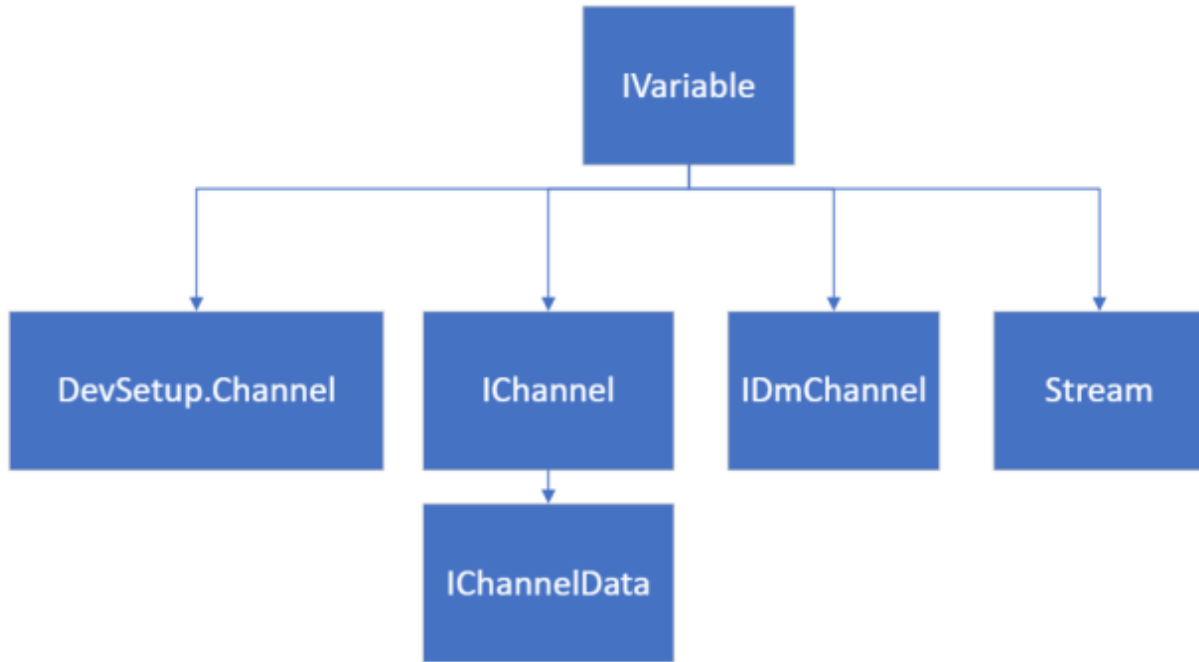 IVariable
DevSetup.Channel
IChannel
IDmChannel
Stream
IChannelData